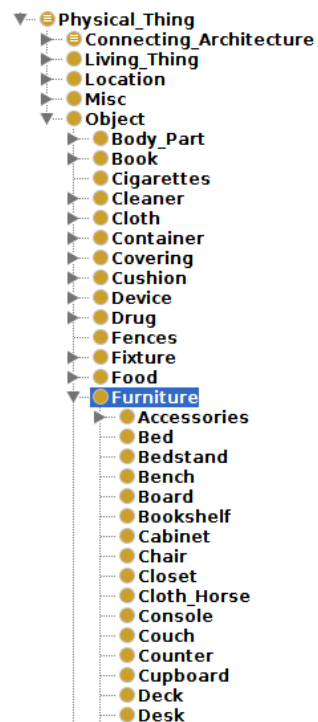 Physical_Thing
Connecting_Architecture
Living_Thing
Location
Misc
Object
Body_Part
Book
Cigarettes
Cleaner
Cloth
Container
Covering
Cushion
Device
Drug
Fences
Fixture
Food
Furniture
Accessories
Bed
Bedstand
Bench
Board
Bookshelf
Cabinet
Chair
Closet
Cloth_Horse
Console
Couch
Counter
Cupboard
Deck
Desk